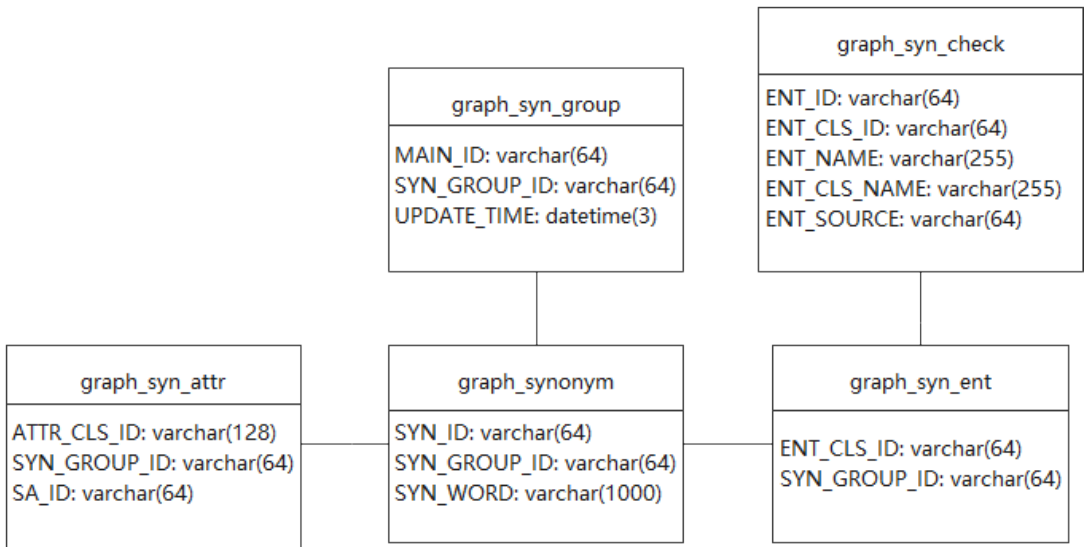 graph_syn_check
ENT_ID: varchar(64)
ENT_CLS_ID: varchar(64)
ENT_NAME: varchar(255)
ENT_CLS_NAME: varchar(255)
ENT_SOURCE: varchar(64)
graph_syn_group
MAIN_ID: varchar(64)
SYN_GROUP_ID: varchar(64)
UPDATE_TIME: datetime(3)
graph_syn_attr
ATTR_CLS_ID: varchar(128)
SYN_GROUP_ID: varchar(64)
SA_ID: varchar(64)
graph_synonym
SYN_ID: varchar(64)
SYN_GROUP_ID: varchar(64)
SYN_WORD: varchar(1000)
graph_syn_ent
ENT_CLS_ID: varchar(64)
SYN_GROUP_ID: varchar(64)